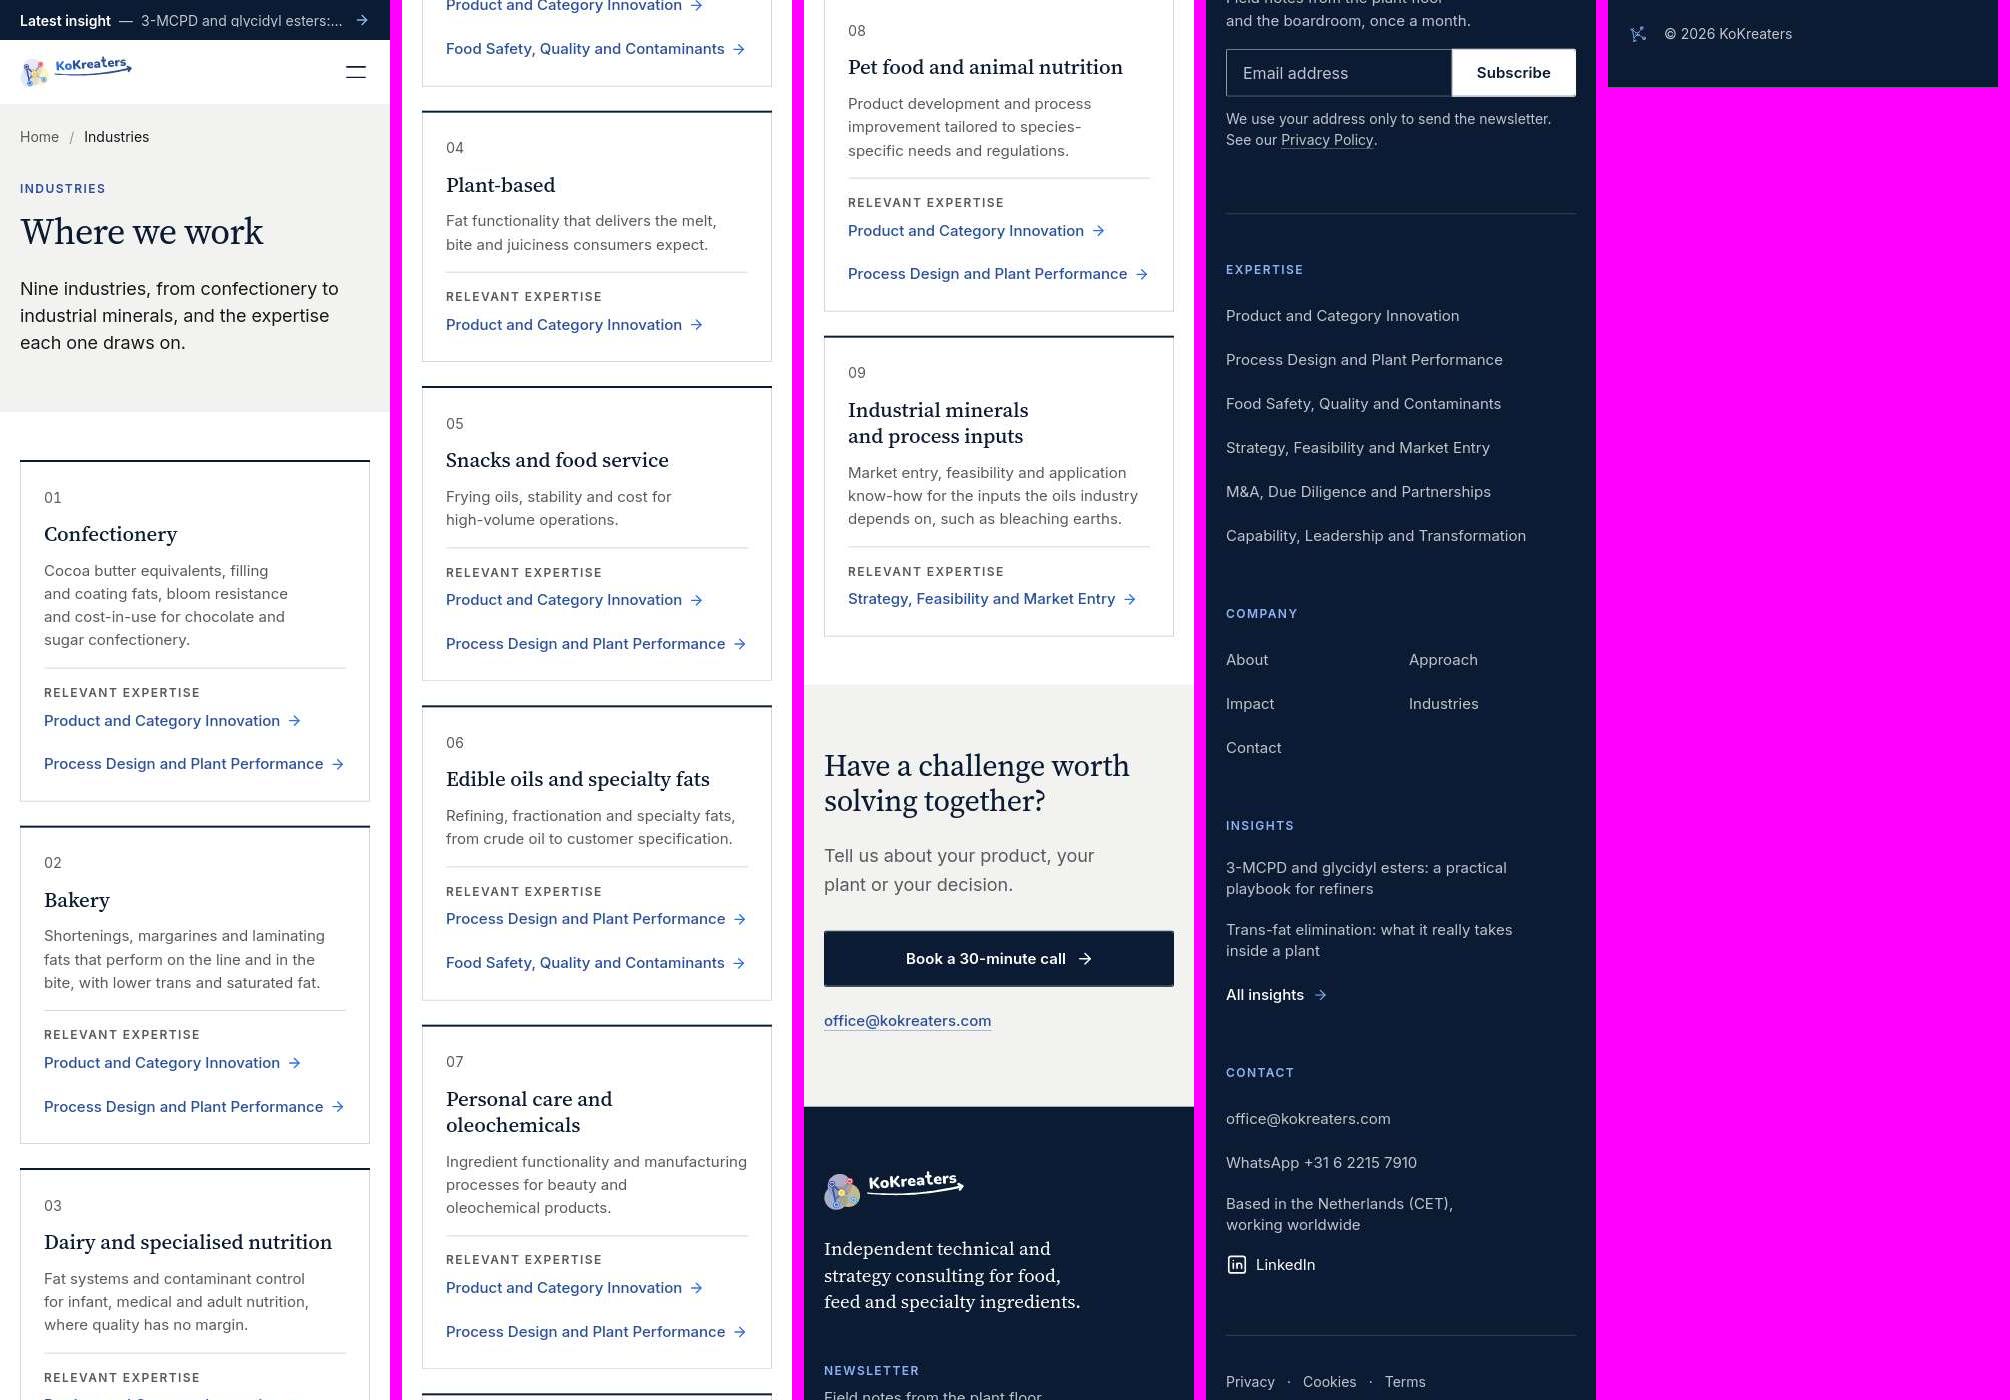 Latest insight — 3-MCPD and glycidyl esters:... →
KoKreaters
Home / Industries
INDUSTRIES
Where we work
Nine industries, from confectionery to
industrial minerals, and the expertise
each one draws on.
01
Confectionery
Cocoa butter equivalents, filling
and coating fats, bloom resistance
and cost-in-use for chocolate and
sugar confectionery.
RELEVANT EXPERTISE
Product and Category Innovation →
Process Design and Plant Performance →
02
Bakery
Shortenings, margarines and laminating
fats that perform on the line and in the
bite, with lower trans and saturated fat.
RELEVANT EXPERTISE
Product and Category Innovation →
Process Design and Plant Performance →
03
Dairy and specialised nutrition
Fat systems and contaminant control
for infant, medical and adult nutrition,
where quality has no margin.
RELEVANT EXPERTISE
Product and Category Innovation
Food Safety, Quality and Contaminants →
04
Plant-based
Fat functionality that delivers the melt,
bite and juiciness consumers expect.
RELEVANT EXPERTISE
Product and Category Innovation →
05
Snacks and food service
Frying oils, stability and cost for
high-volume operations.
RELEVANT EXPERTISE
Product and Category Innovation →
Process Design and Plant Performance →
06
Edible oils and specialty fats
Refining, fractionation and specialty fats,
from crude oil to customer specification.
RELEVANT EXPERTISE
Process Design and Plant Performance →
Food Safety, Quality and Contaminants →
07
Personal care and
oleochemicals
Ingredient functionality and manufacturing
processes for beauty and
oleochemical products.
RELEVANT EXPERTISE
Product and Category Innovation →
Process Design and Plant Performance →
08
Pet food and animal nutrition
Product development and process
improvement tailored to species-
specific needs and regulations.
RELEVANT EXPERTISE
Product and Category Innovation →
Process Design and Plant Performance →
09
Industrial minerals
and process inputs
Market entry, feasibility and application
know-how for the inputs the oils industry
depends on, such as bleaching earths.
RELEVANT EXPERTISE
Strategy, Feasibility and Market Entry →
Have a challenge worth
solving together?
Tell us about your product, your
plant or your decision.
Book a 30-minute call →
office@kokreaters.com
KoKreaters
Independent technical and
strategy consulting for food,
feed and specialty ingredients.
NEWSLETTER
Field notes from the plant floor
and the boardroom, once a month.
Email address Subscribe
We use your address only to send the newsletter.
See our Privacy Policy.
EXPERTISE
Product and Category Innovation
Process Design and Plant Performance
Food Safety, Quality and Contaminants
Strategy, Feasibility and Market Entry
M&A, Due Diligence and Partnerships
Capability, Leadership and Transformation
COMPANY
About Approach
Impact Industries
Contact
INSIGHTS
3-MCPD and glycidyl esters: a practical
playbook for refiners
Trans-fat elimination: what it really takes
inside a plant
All insights →
CONTACT
office@kokreaters.com
WhatsApp +31 6 2215 7910
Based in the Netherlands (CET),
working worldwide
LinkedIn
Privacy · Cookies · Terms
© 2026 KoKreaters